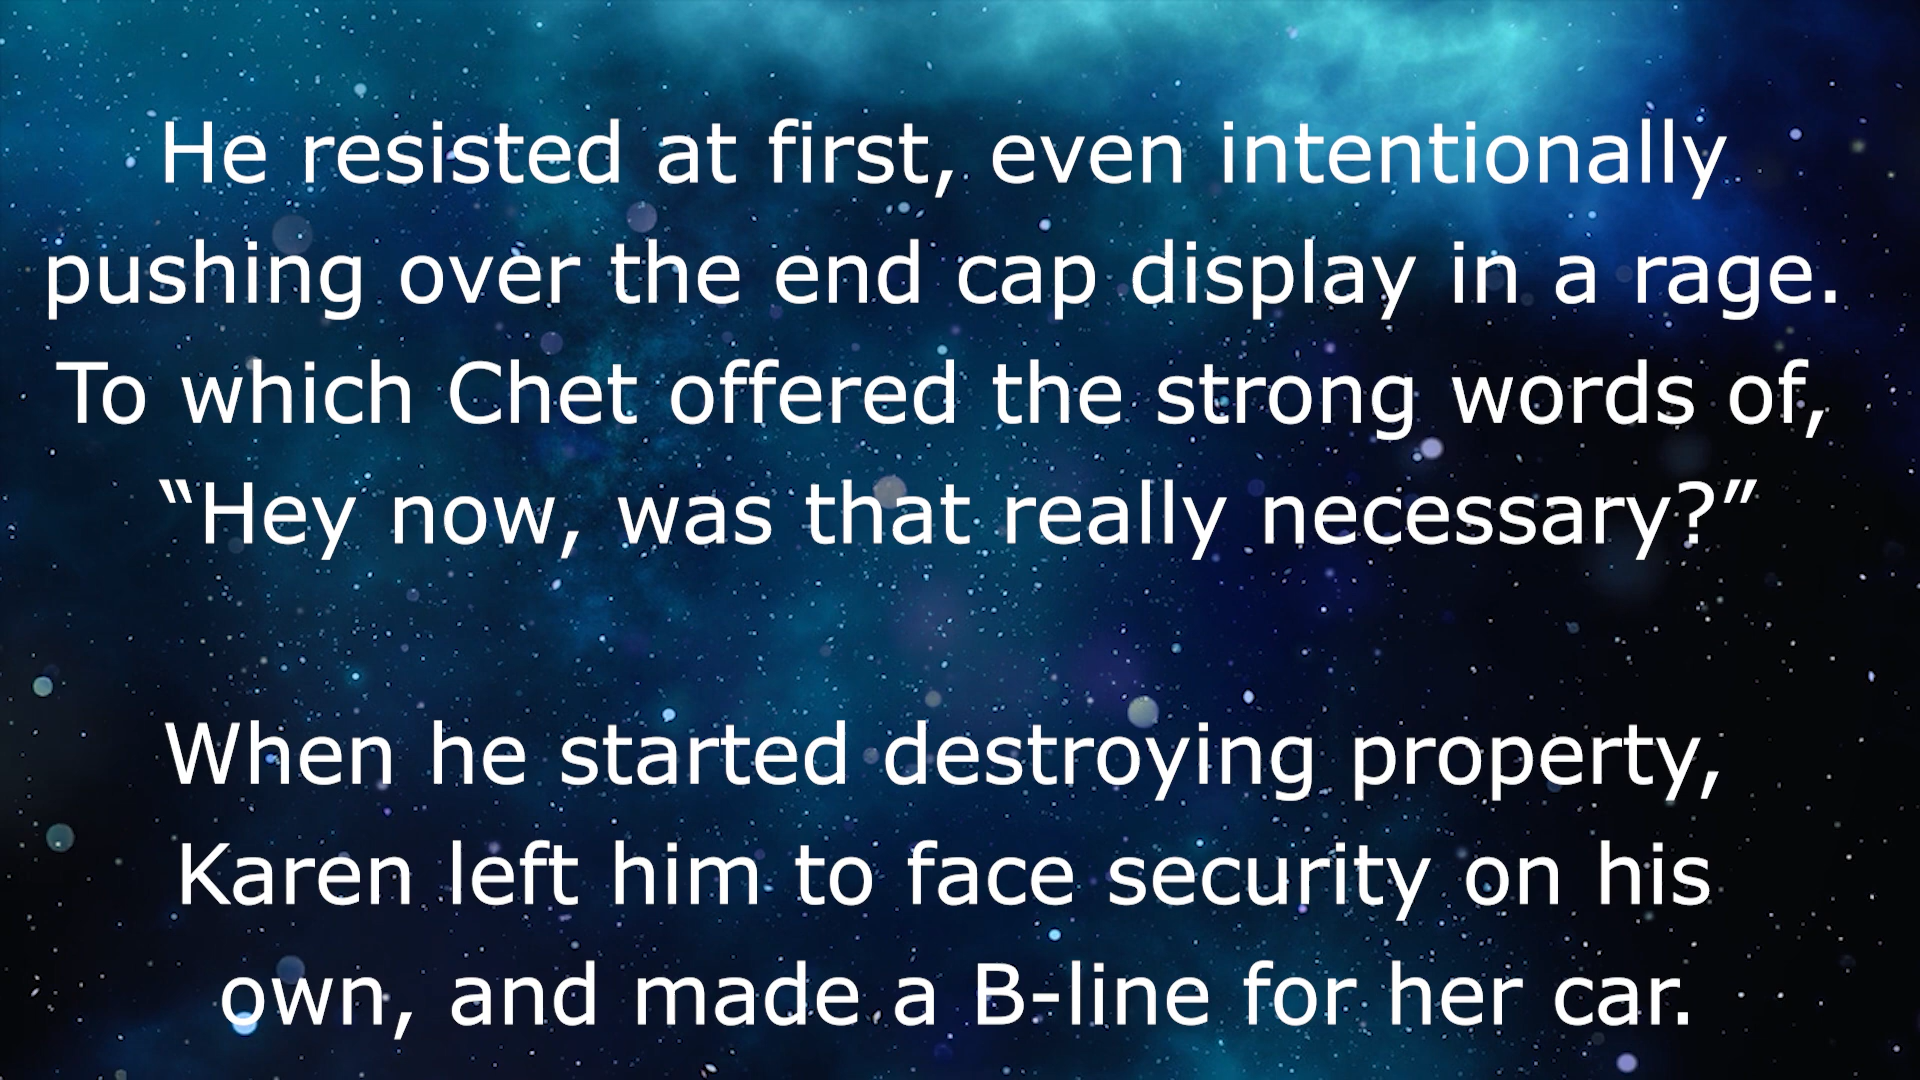 He resisted at first, even intentionally
pushing over the end cap display in a rage.
To which Chet offered the strong words of,
“Hey now, was that really necessary?”
When he started destroying property,
Karen left him to face security on his
own, and made a B-line for her car.